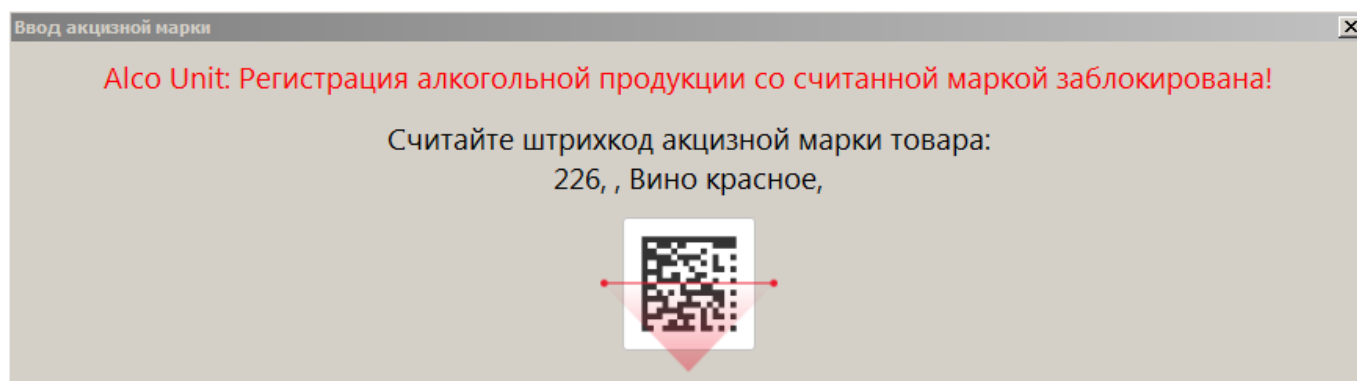 Ввод акцизной марки
Alco Unit: Регистрация алкогольной продукции со считанной маркой заблокирована!
Считайте штрихкод акцизной марки товара:
226, , Вино красное,